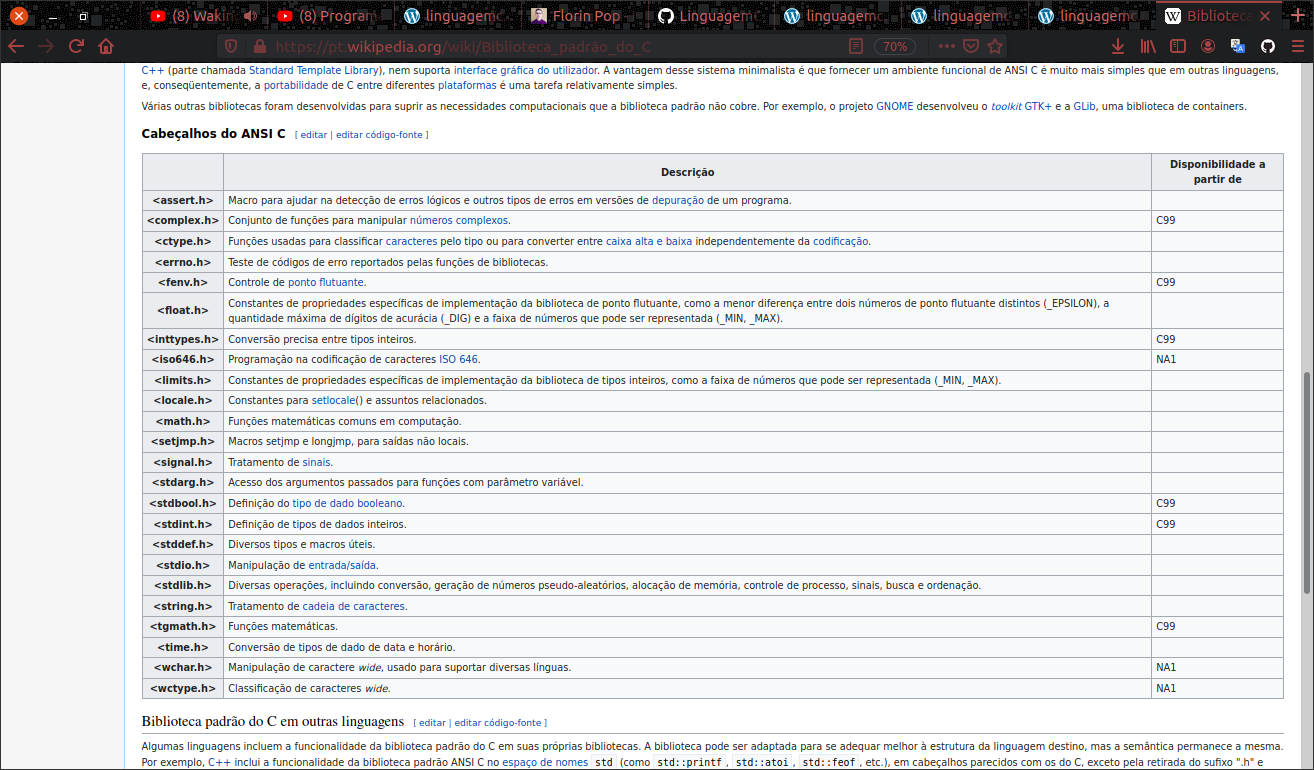 (8) Wakin
(8) Program
linguagem
Florin Pop
Linguagem
linguagem
linguagem
linguagem
Biblioteca
https://pt.wikipedia.org/wiki/Biblioteca_padrão_do_C
70%
C++ (parte chamada Standard Template Library), nem suporta interface gráfica do utilizador. A vantagem desse sistema minimalista é que fornecer um ambiente funcional de ANSI C é muito mais simples que em outras linguagens,
e, conseqüentemente, a portabilidade de C entre diferentes plataformas é uma tarefa relativamente simples.
Várias outras bibliotecas foram desenvolvidas para suprir as necessidades computacionais que a biblioteca padrão não cobre. Por exemplo, o projeto GNOME desenvolveu o toolkit GTK+ e a GLib, uma biblioteca de containers.
Cabeçalhos do ANSI C [ editar | editar código-fonte ]
Descrição
Disponibilidade a
partir de
<assert.h> Macro para ajudar na detecção de erros lógicos e outros tipos de erros em versões de depuração de um programa.
<complex.h> Conjunto de funções para manipular números complexos. C99
<ctype.h> Funções usadas para classificar caracteres pelo tipo ou para converter entre caixa alta e baixa independentemente da codificação.
<errno.h> Teste de códigos de erro reportados pelas funções de bibliotecas.
<fenv.h> Controle de ponto flutuante. C99
<float.h> Constantes de propriedades específicas de implementação da biblioteca de ponto flutuante, como a menor diferença entre dois números de ponto flutuante distintos (_EPSILON), a
quantidade máxima de dígitos de acurácia (_DIG) e a faixa de números que pode ser representada (_MIN, _MAX).
<inttypes.h> Conversão precisa entre tipos inteiros. C99
<iso646.h> Programação na codificação de caracteres ISO 646. NA1
<limits.h> Constantes de propriedades específicas de implementação da biblioteca de tipos inteiros, como a faixa de números que pode ser representada (_MIN, _MAX).
<locale.h> Constantes para setlocale() e assuntos relacionados.
<math.h> Funções matemáticas comuns em computação.
<setjmp.h> Macros setjmp e longjmp, para saídas não locais.
<signal.h> Tratamento de sinais.
<stdarg.h> Acesso dos argumentos passados para funções com parâmetro variável.
<stdbool.h> Definição do tipo de dado booleano. C99
<stdint.h> Definição de tipos de dados inteiros. C99
<stddef.h> Diversos tipos e macros úteis.
<stdio.h> Manipulação de entrada/saída.
<stdlib.h> Diversas operações, incluindo conversão, geração de números pseudo-aleatórios, alocação de memória, controle de processo, sinais, busca e ordenação.
<string.h> Tratamento de cadeia de caracteres.
<tgmath.h> Funções matemáticas. C99
<time.h> Conversão de tipos de dado de data e horário.
<wchar.h> Manipulação de caractere wide, usado para suportar diversas línguas. NA1
<wctype.h> Classificação de caracteres wide. NA1
Biblioteca padrão do C em outras linguagens [ editar | editar código-fonte ]
Algumas linguagens incluem a funcionalidade da biblioteca padrão do C em suas próprias bibliotecas. A biblioteca pode ser adaptada para se adequar melhor à estrutura da linguagem destino, mas a semântica permanece a mesma.
Por exemplo, C++ inclui a funcionalidade da biblioteca padrão ANSI C no espaço de nomes std (como std::printf, std::atoi, std::feof, etc.), em cabeçalhos parecidos com os do C, exceto pela retirada do sufixo ".h" e